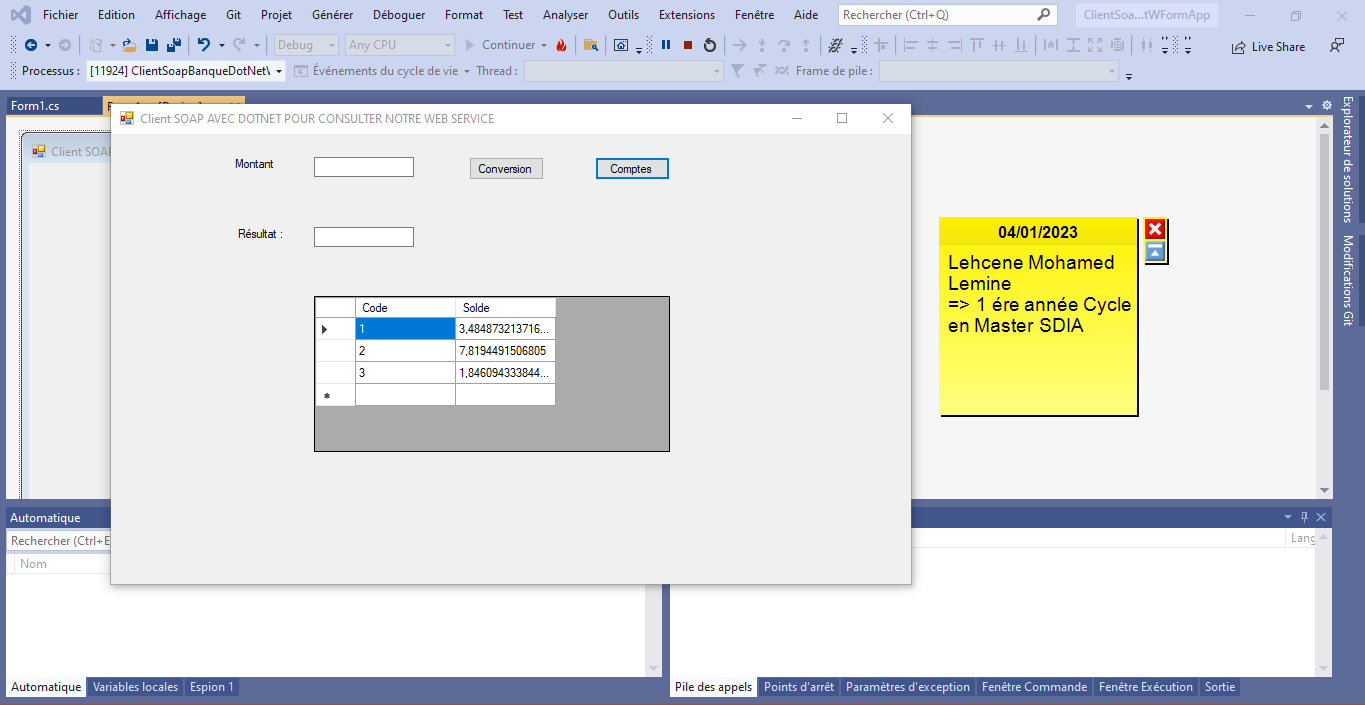 Fichier Edition Affichage Git Projet Générer Déboguer Format Test Analyser Outils Extensions Fenêtre Aide Rechercher (Ctrl+Q) ClientSoa...tWFormApp
Debug Any CPU Continuer Live Share
Processus : [11924] ClientSoapBanqueDotNet\ Événements du cycle de vie Thread : Frame de pile :
Form1.cs
Client SOAP AVEC DOTNET POUR CONSULTER NOTRE WEB SERVICE
Client SOA
Montant Conversion Comptes
Résultat :
Code Solde
1 3,484873213716...
2 7,8194491506805
3 1,846094333844...
*
04/01/2023
Lehcene Mohamed
Lemine
=> 1 ére année Cycle
en Master SDIA
Explorateur de solutions
Modifications Git
Automatique
Rechercher (Ctrl+E
Nom
Lang
Automatique Variables locales Espion 1
Pile des appels Points d'arrêt Paramètres d'exception Fenêtre Commande Fenêtre Exécution Sortie